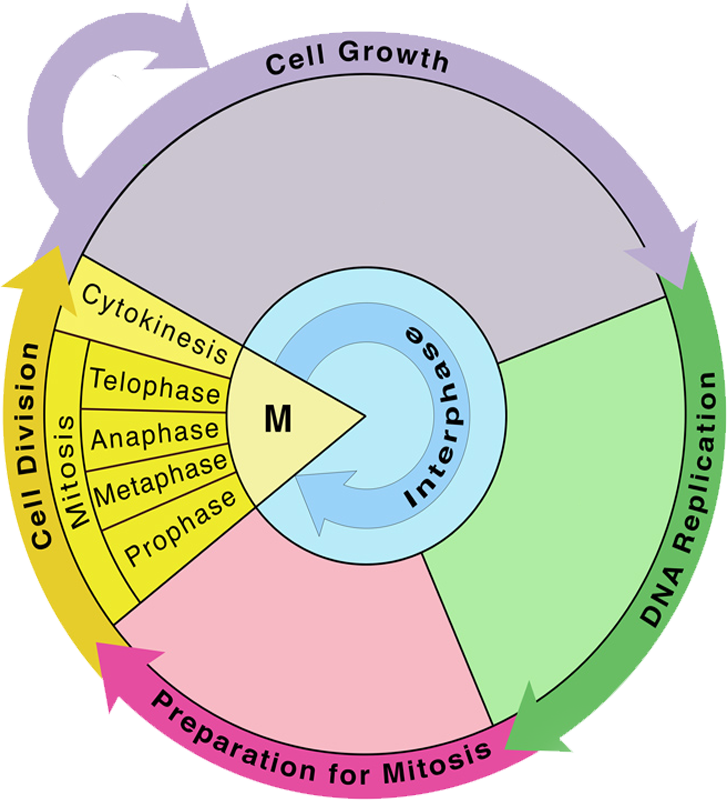 Cell Growth
Cytokinesis
Telophase
Anaphase
Metaphase
Prophase
Mitosis
Cell Division
M
Interphase
DNA Replication
Preparation for Mitosis